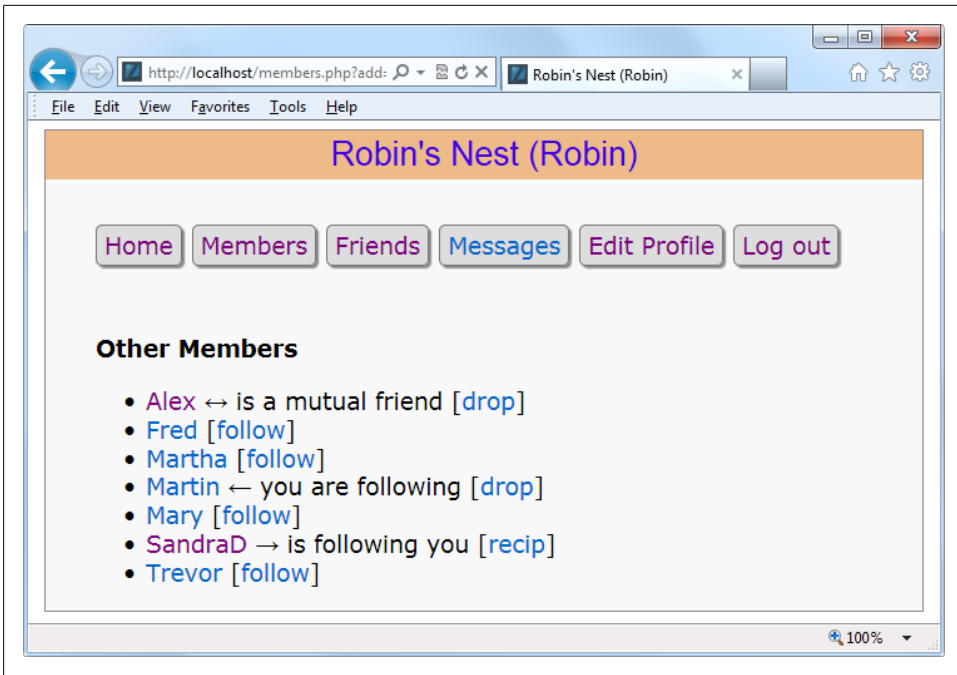 http://localhost/members.php?add=
Robin's Nest (Robin)
File Edit View Favorites Tools Help
Robin's Nest (Robin)
Home Members Friends Messages Edit Profile Log out
Other Members
• Alex ↔ is a mutual friend [drop]
• Fred [follow]
• Martha [follow]
• Martin ← you are following [drop]
• Mary [follow]
• SandraD → is following you [recip]
• Trevor [follow]
100%